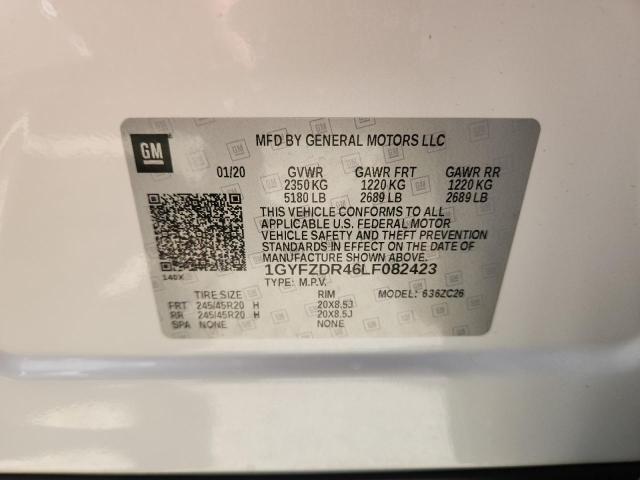 GM
MFD BY GENERAL MOTORS LLC
01/20 GVWR GAWR FRT GAWR RR
2350 KG 1220 KG 1220 KG
5180 LB 2689 LB 2689 LB
THIS VEHICLE CONFORMS TO ALL
APPLICABLE U.S. FEDERAL MOTOR
VEHICLE SAFETY AND THEFT PREVENTION
STANDARDS IN EFFECT ON THE DATE OF
MANUFACTURE SHOWN ABOVE.
1GYFZDR46LF082423
140X
TYPE: M.P.V.
TIRE SIZE RIM MODEL: 636ZC26
FRT 245/45R20 H 20X8.5J
RR 245/45R20 H 20X8.5J
SPA NONE NONE